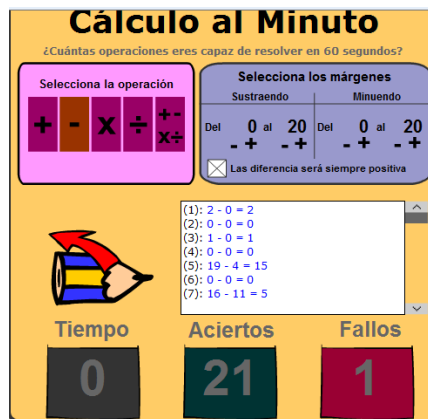 Cálculo al Minuto
¿Cuántas operaciones eres capaz de resolver en 60 segundos?
Selecciona la operación
+ - x ÷ +- x÷
Selecciona los márgenes
Sustraendo Minuendo
Del 0 al 20 Del 0 al 20
- + - + - + - +
Las diferencia será siempre positiva
(1): 2 - 0 = 2
(2): 0 - 0 = 0
(3): 1 - 0 = 1
(4): 0 - 0 = 0
(5): 19 - 4 = 15
(6): 0 - 0 = 0
(7): 16 - 11 = 5
Tiempo Aciertos Fallos
0 21 1